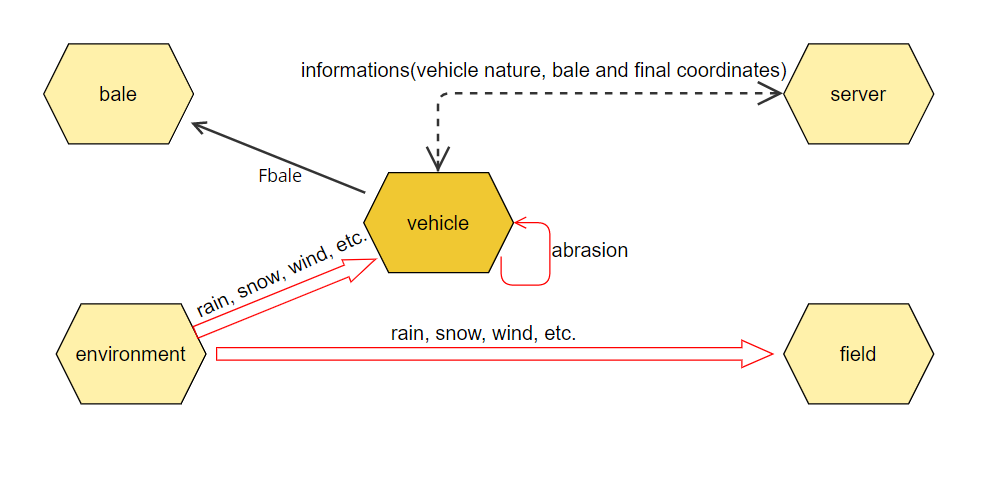 informations(vehicle nature, bale and final coordinates)
bale
server
Fbale
vehicle
abrasion
rain, snow, wind, etc.
rain, snow, wind, etc.
environment
field